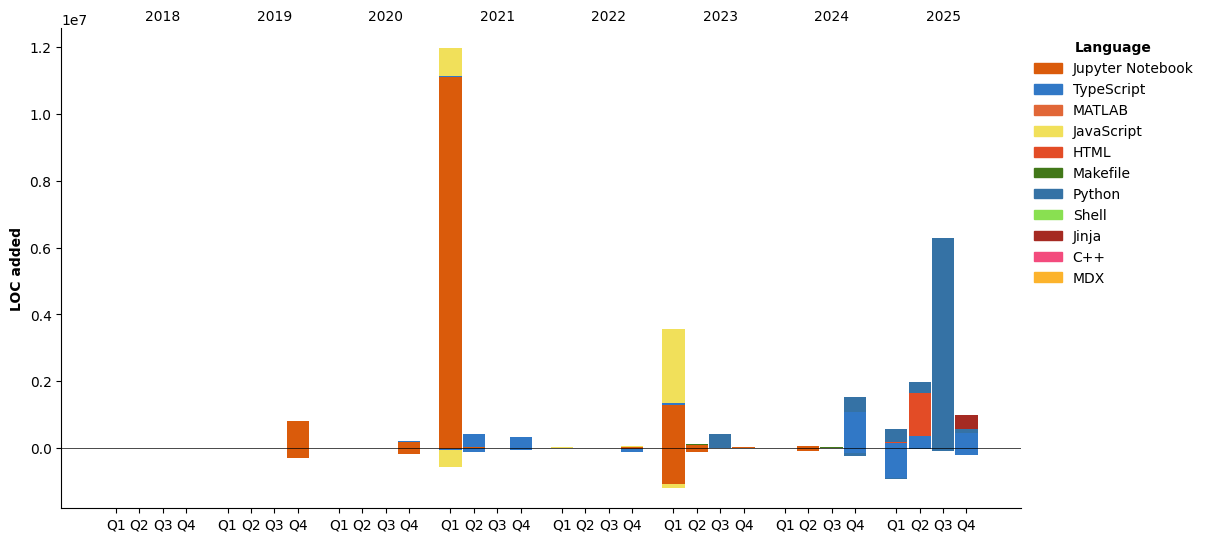 1e7
2018 2019 2020 2021 2022 2023 2024 2025
1.2
1.0
0.8
0.6
0.4
0.2
0.0
LOC added
Q1 Q2 Q3 Q4 Q1 Q2 Q3 Q4 Q1 Q2 Q3 Q4 Q1 Q2 Q3 Q4 Q1 Q2 Q3 Q4 Q1 Q2 Q3 Q4 Q1 Q2 Q3 Q4 Q1 Q2 Q3 Q4
Language
Jupyter Notebook
TypeScript
MATLAB
JavaScript
HTML
Makefile
Python
Shell
Jinja
C++
MDX